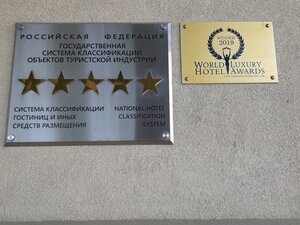 РОССИЙСКАЯ ФЕДЕРАЦИЯ
ГОСУДАРСТВЕННАЯ
СИСТЕМА КЛАССИФИКАЦИИ
ОБЪЕКТОВ ТУРИСТСКОЙ ИНДУСТРИИ
СИСТЕМА КЛАССИФИКАЦИИ
ГОСТИНИЦ И ИНЫХ
СРЕДСТВ РАЗМЕЩЕНИЯ
NATIONAL HOTEL
CLASSIFICATION
SYSTEM
WINNER
2019
WORLD LUXURY
HOTEL AWARDS